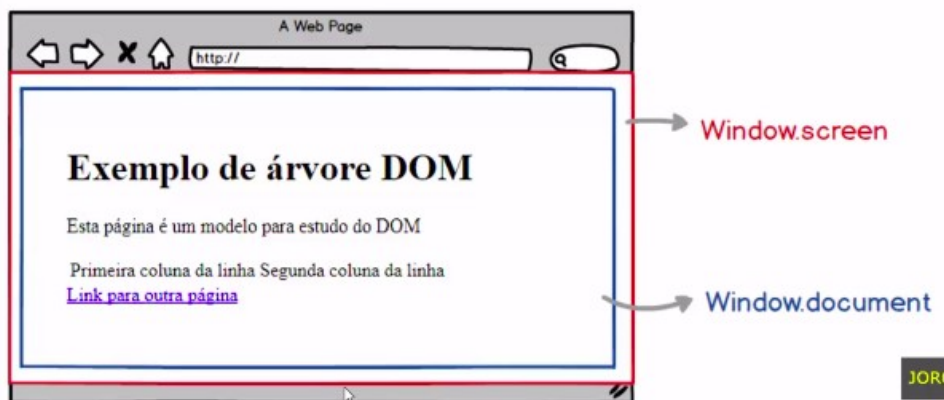 A Web Page
http://
Window.screen
Exemplo de árvore DOM
Esta página é um modelo para estudo do DOM
Primeira coluna da linha Segunda coluna da linha
Link para outra página
Window.document